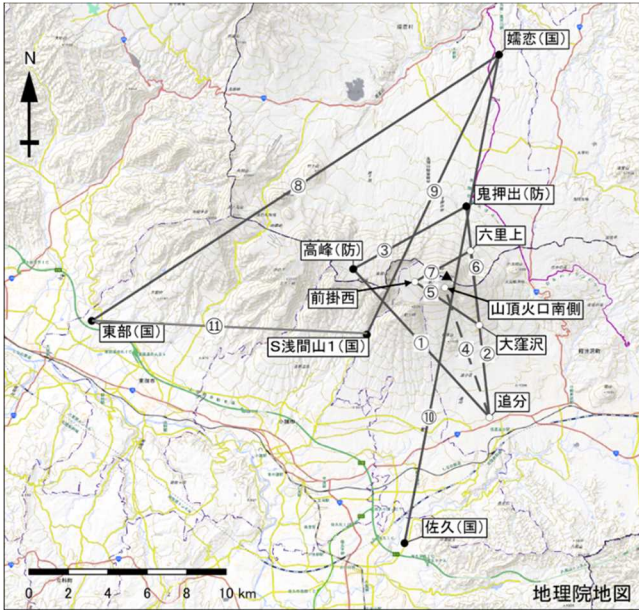 嬬恋(国)
N
⑧
⑨
鬼押出(防)
六里上
高峰(防)
③
⑥
⑦
前掛西
⑤
山頂火口南側
東部(国)
⑪
S浅間山1(国)
①
④
②
大窪沢
追分
⑩
佐久(国)
0 2 4 6 8 10 km
地理院地図